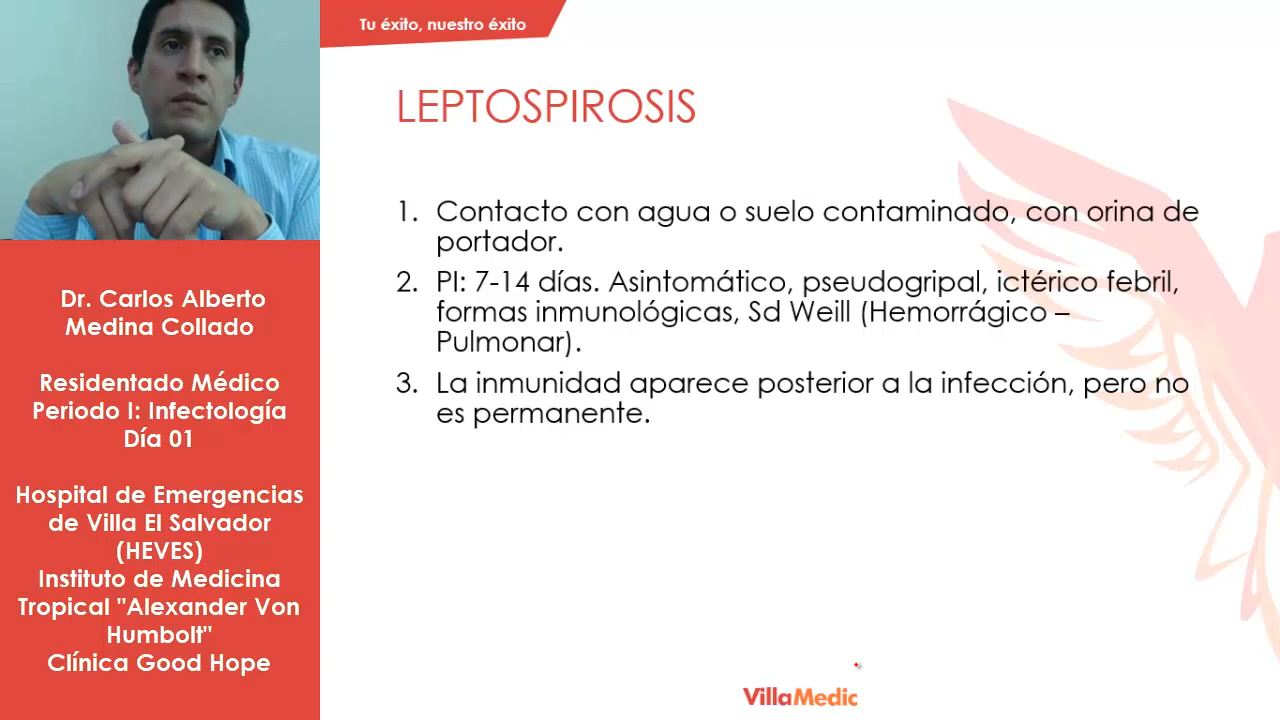 Tu éxito, nuestro éxito
LEPTOSPIROSIS
1. Contacto con agua o suelo contaminado, con orina de
portador.
2. PI: 7-14 días. Asintomático, pseudogripal, ictérico febril,
formas inmunológicas, Sd Weill (Hemorrágico –
Pulmonar).
3. La inmunidad aparece posterior a la infección, pero no
es permanente.
Dr. Carlos Alberto
Medina Collado
Residentado Médico
Periodo I: Infectología
Día 01
Hospital de Emergencias
de Villa El Salvador
(HEVES)
Instituto de Medicina
Tropical "Alexander Von
Humbolt"
Clínica Good Hope
VillaMedic